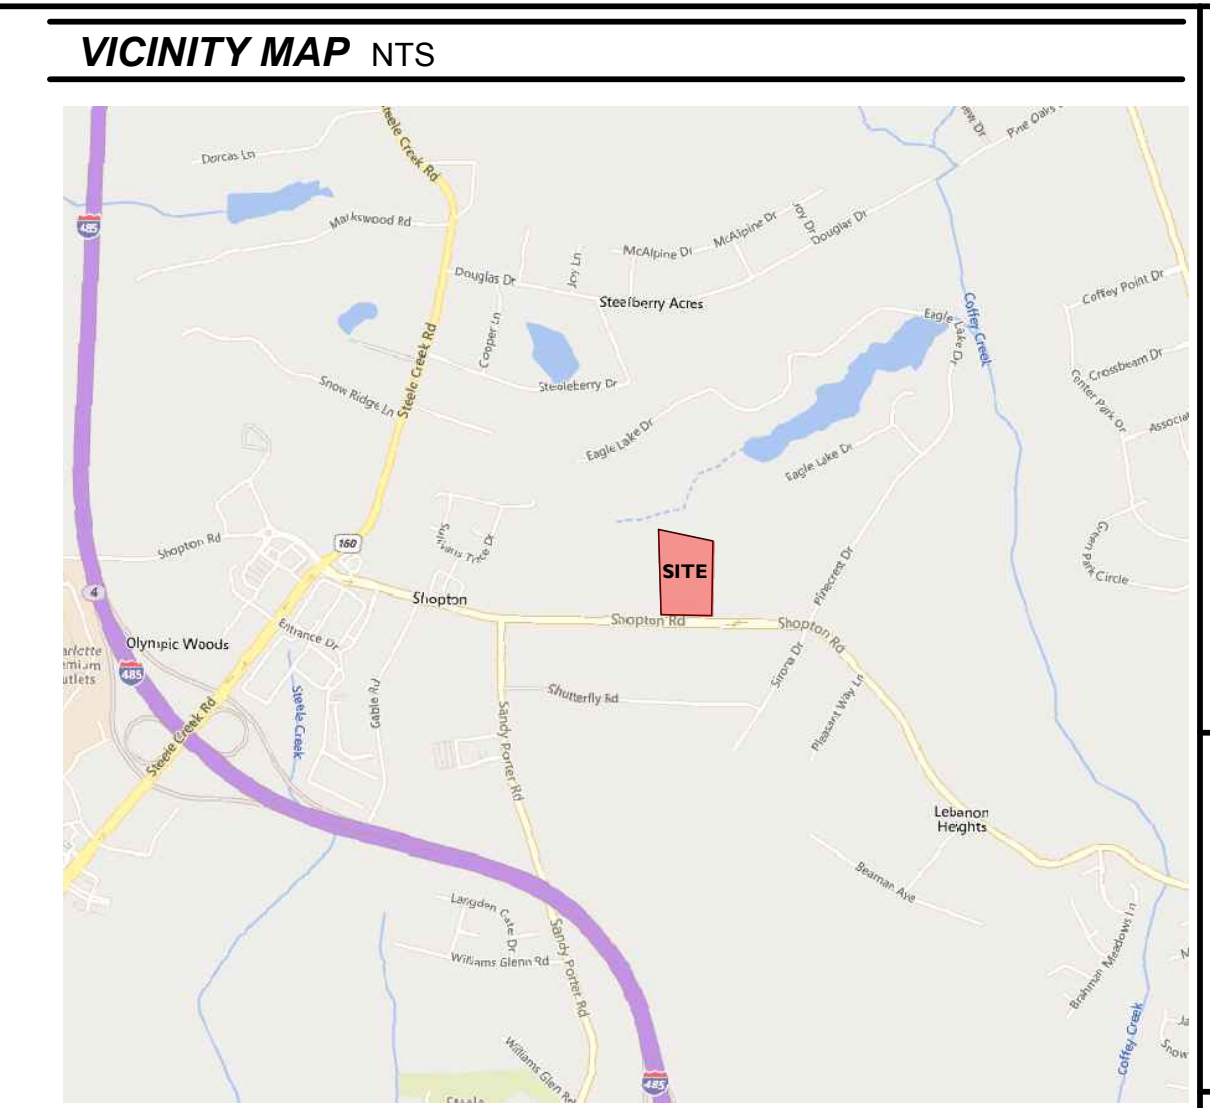 VICINITY MAP NTS
Steele Creek Rd
Dorcas Ln
Pine Oaks
Markswood Rd
485
McAlpine Dr
McAlpine Dr
Joy Dr
Douglas Dr
Douglas Dr
Joy Ln
Steelberry Acres
Coffey Point Dr
Coffey Creek
Eagle Lake Dr
Cooper Ln
Steele Creek Rd
Crossbeam Dr
Center Park Dr
Snow Ridge Ln
Steeleberry Dr
Eagle Lake Dr
Eagle Lake Dr
Shopton Rd
160
SITE
Green Park Circle
Pinecrest Dr
4
Shopton
Shopton Rd
Shopton Rd
Entrance Dr
Olympic Woods
485
Sirona Dr
Steele Creek
Gable Rd
Shutterfly Rd
Pleasant Way Ln
Steele Creek Rd
Sandy Porter Rd
Lebanon
Heights
Beaman Ave
Langdon Gate Dr
Williams Glenn Rd
Sandy Porter Rd
Brahman Meadows Ln
Coffey Creek
Williams Glen Rd
485